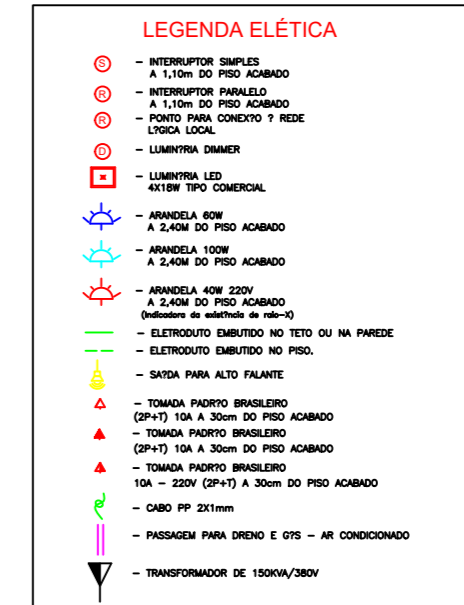 LEGENDA ELÉTICA
S – INTERRUPTOR SIMPLES
A 1,10m DO PISO ACABADO
R – INTERRUPTOR PARALELO
A 1,10m DO PISO ACABADO
R – PONTO PARA CONEX?O ? REDE
L?GICA LOCAL
D – LUMIN?RIA DIMMER
– LUMIN?RIA LED
4X18W TIPO COMERCIAL
– ARANDELA 60W
A 2,40M DO PISO ACABADO
– ARANDELA 100W
A 2,40M DO PISO ACABADO
– ARANDELA 40W 220V
A 2,40M DO PISO ACABADO
(Indicadora da exist?ncia de raio-X)
– ELETRODUTO EMBUTIDO NO TETO OU NA PAREDE
– ELETRODUTO EMBUTIDO NO PISO.
– SA?DA PARA ALTO FALANTE
– TOMADA PADR?O BRASILEIRO
(2P+T) 10A A 30cm DO PISO ACABADO
– TOMADA PADR?O BRASILEIRO
(2P+T) 10A A 30cm DO PISO ACABADO
– TOMADA PADR?O BRASILEIRO
10A – 220V (2P+T) A 30cm DO PISO ACABADO
– CABO PP 2X1mm
– PASSAGEM PARA DRENO E G?S – AR CONDICIONADO
– TRANSFORMADOR DE 150KVA/380V